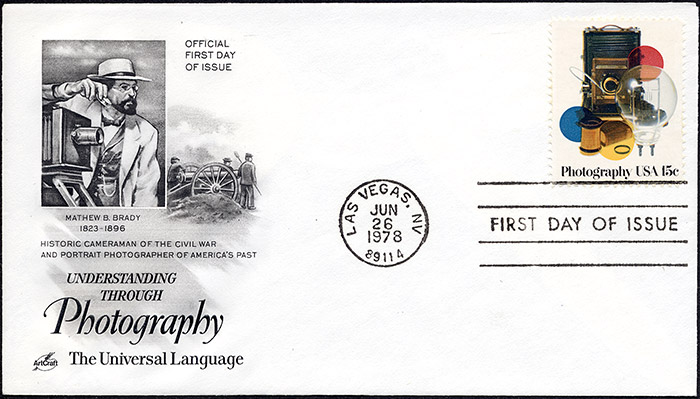 OFFICIAL
FIRST DAY
OF ISSUE
MATHEW B. BRADY
1823-1896
HISTORIC CAMERAMAN OF THE CIVIL WAR
AND PORTRAIT PHOTOGRAPHER OF AMERICA'S PAST
UNDERSTANDING
THROUGH
Photography
The Universal Language
ArtCraft
Photography USA 15c
LAS VEGAS, NV
JUN
26
1978
89114
FIRST DAY OF ISSUE